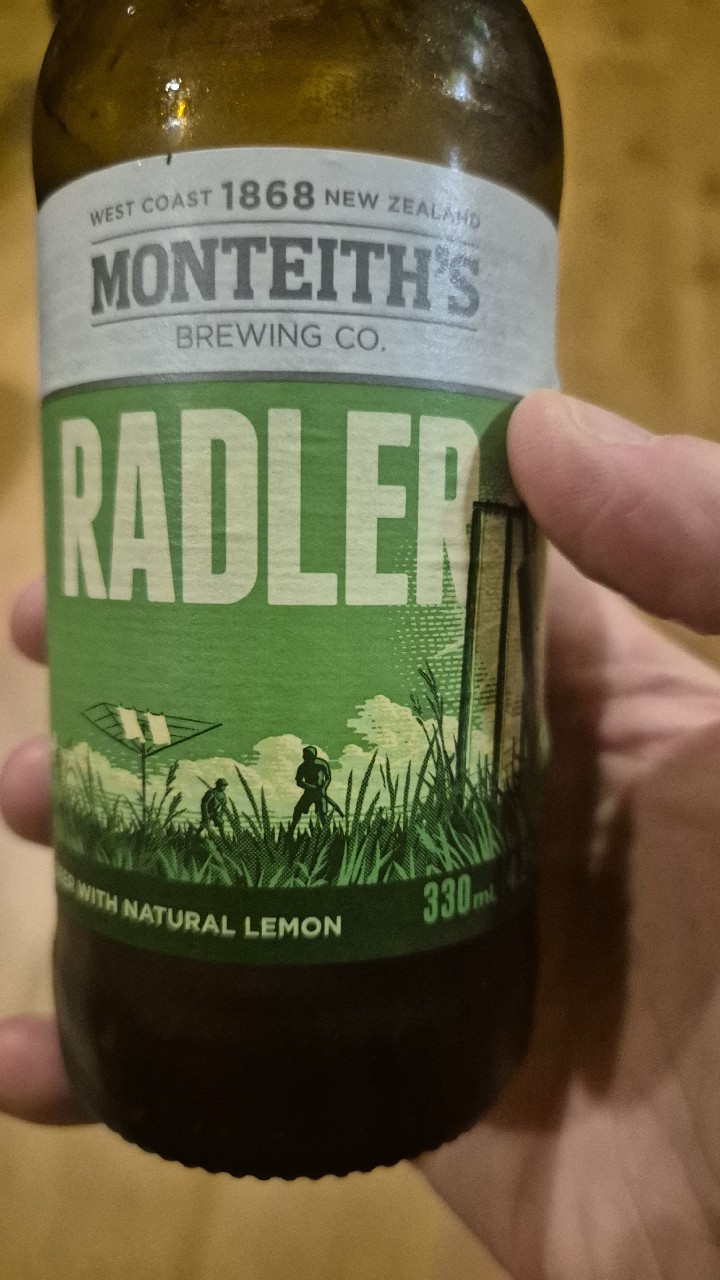 WEST COAST 1868 NEW ZEALAND
MONTEITH'S
BREWING CO.
RADLER
WITH NATURAL LEMON
330mL